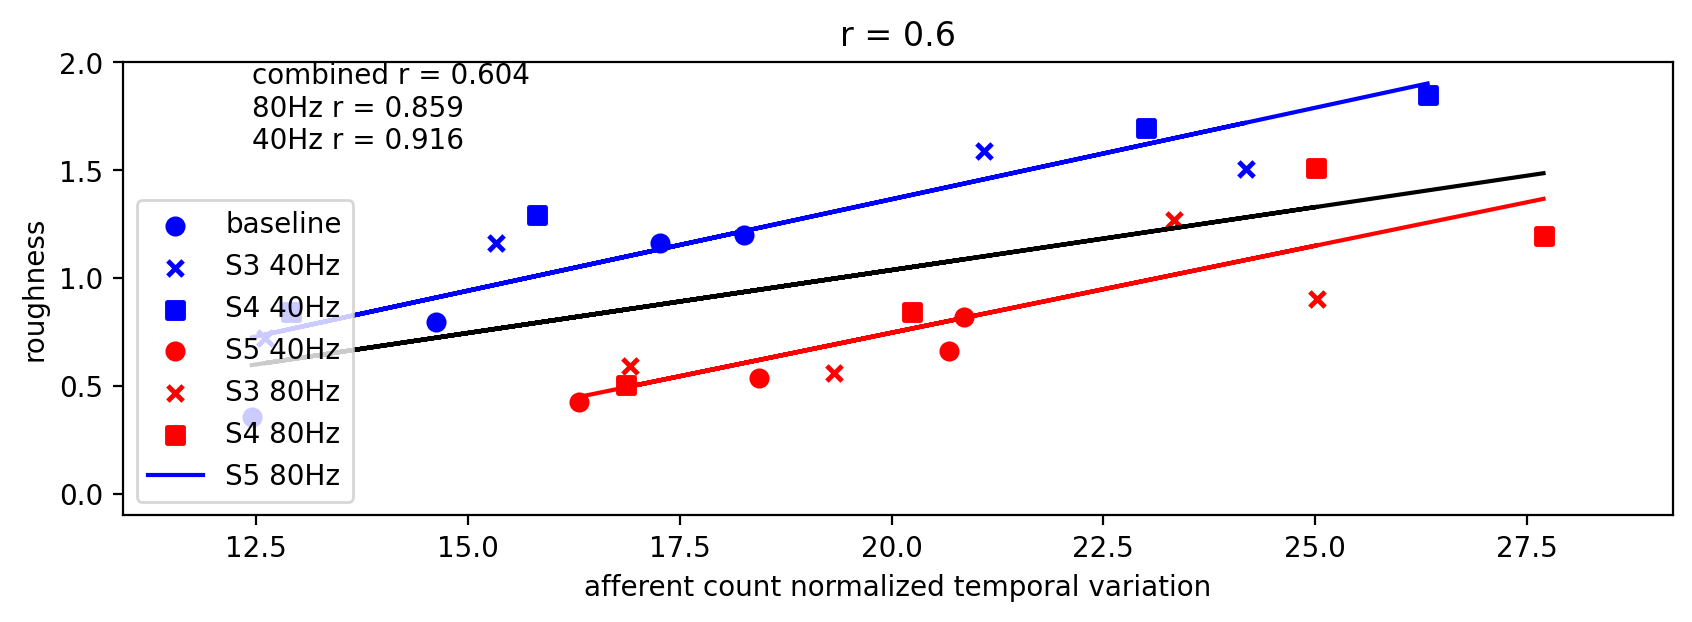 r = 0.6
combined r = 0.604
80Hz r = 0.859
40Hz r = 0.916
2.0
1.5
1.0
0.5
0.0
roughness
baseline
S3 40Hz
S4 40Hz
S5 40Hz
S3 80Hz
S4 80Hz
S5 80Hz
12.5 15.0 17.5 20.0 22.5 25.0 27.5
afferent count normalized temporal variation